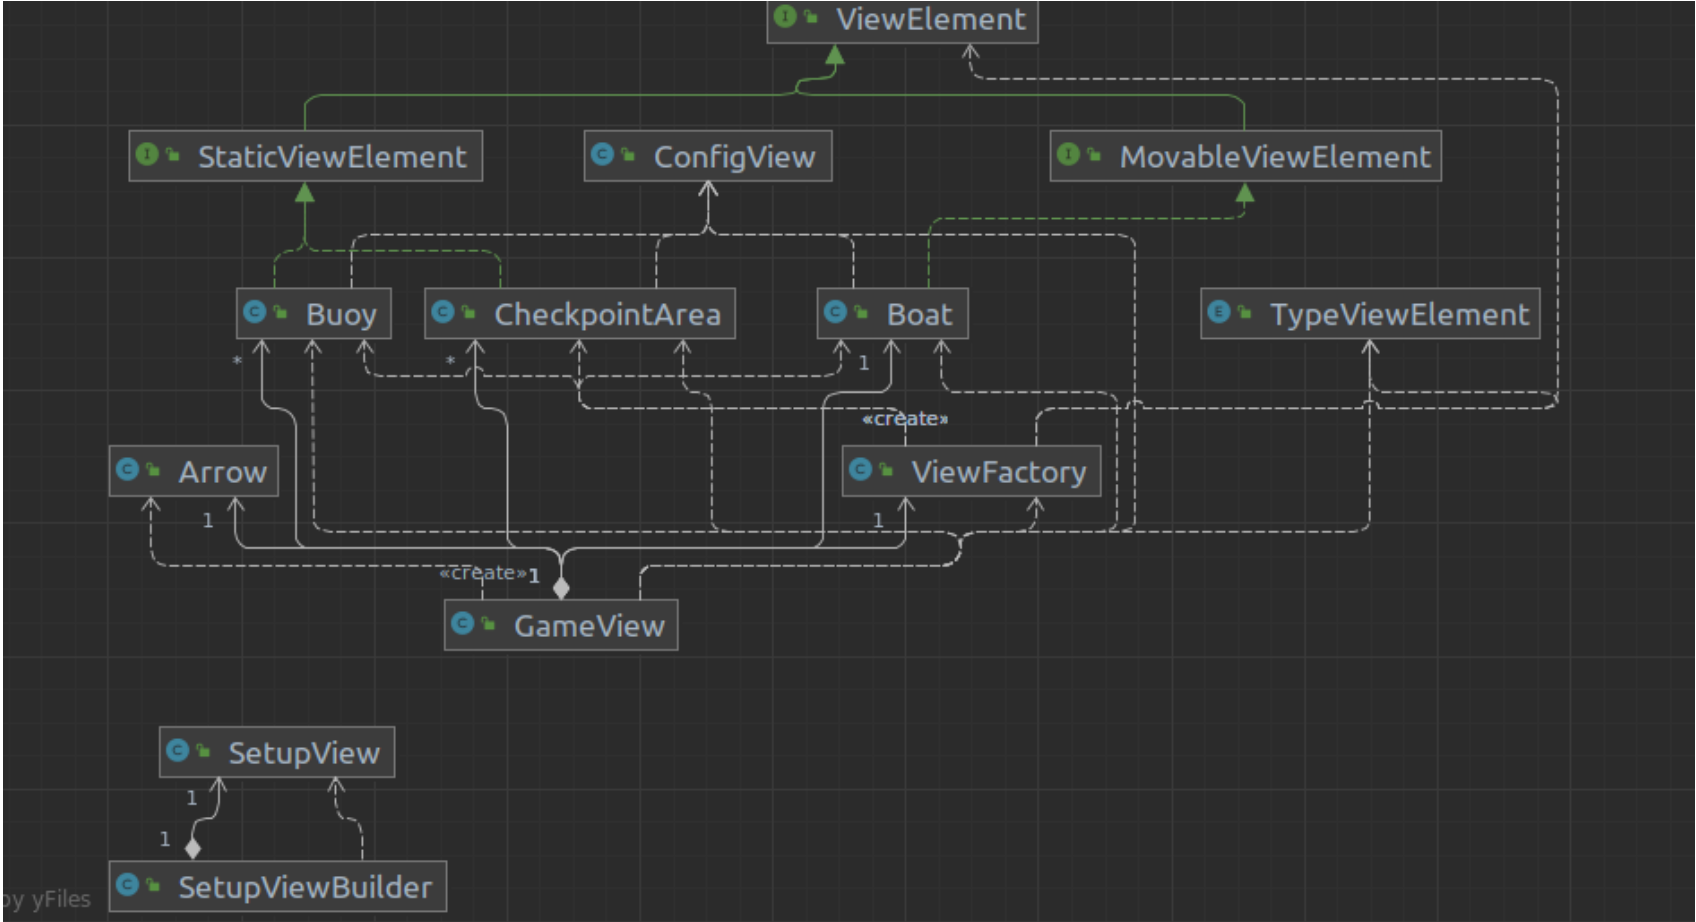 I ViewElement
I StaticViewElement
C ConfigView
I MovableViewElement
C Buoy
C CheckpointArea
C Boat
E TypeViewElement
*
*
1
«create»
C Arrow
C ViewFactory
1
1
«create» 1
C GameView
C SetupView
1
1
C SetupViewBuilder
by yFiles